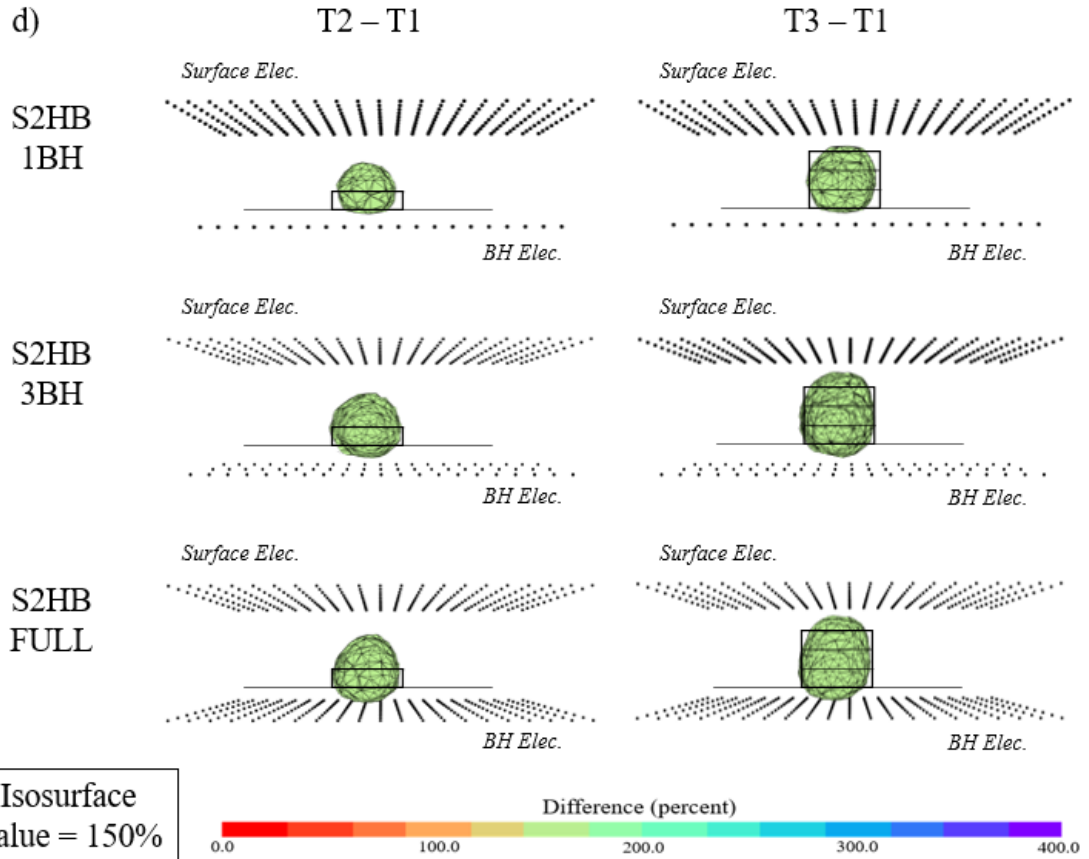 d)
T2 – T1
T3 – T1
Surface Elec.
Surface Elec.
S2HB
1BH
BH Elec.
BH Elec.
Surface Elec.
Surface Elec.
S2HB
3BH
BH Elec.
BH Elec.
Surface Elec.
Surface Elec.
S2HB
FULL
BH Elec.
BH Elec.
Isosurface
alue = 150%
Difference (percent)
0.0 100.0 200.0 300.0 400.0